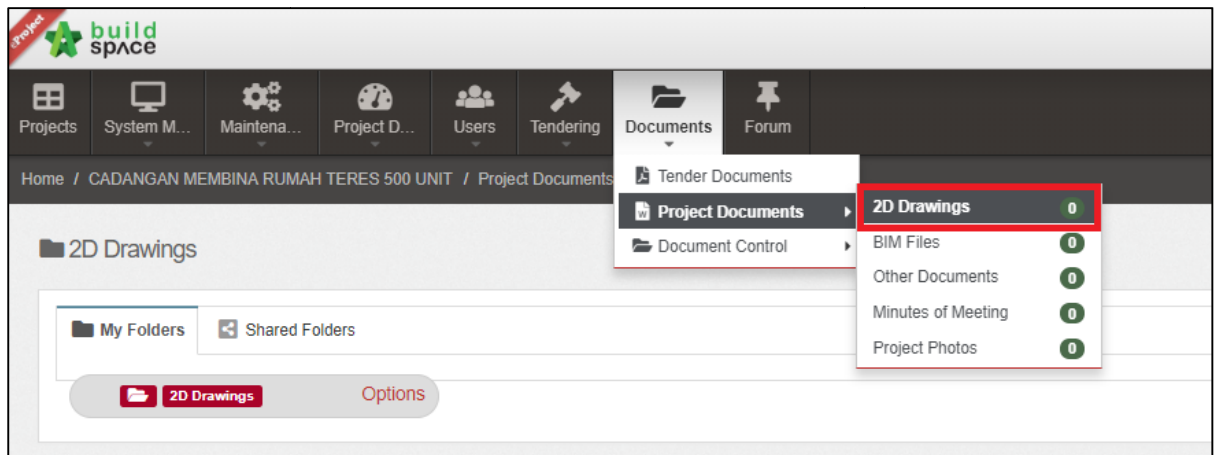 eProject
build
spʌce
Projects
System M...
Maintena...
Project D...
Users
Tendering
Documents
Forum
Home / CADANGAN MEMBINA RUMAH TERES 500 UNIT / Project Documents
Tender Documents
Project Documents
Document Control
2D Drawings 0
BIM Files 0
Other Documents 0
Minutes of Meeting 0
Project Photos 0
2D Drawings
My Folders
Shared Folders
2D Drawings
Options